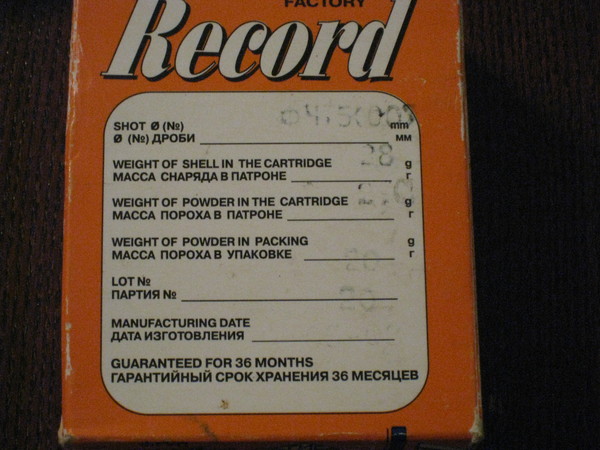 FACTORY
Record
SHOT Ø (№) mm
Ø (№) ДРОБИ мм
WEIGHT OF SHELL IN THE CARTRIDGE 28 g
МАССА СНАРЯДА В ПАТРОНЕ г
WEIGHT OF POWDER IN THE CARTRIDGE g
МАССА ПОРОХА В ПАТРОНЕ г
WEIGHT OF POWDER IN PACKING g
МАССА ПОРОХА В УПАКОВКЕ г
LOT №
ПАРТИЯ №
MANUFACTURING DATE
ДАТА ИЗГОТОВЛЕНИЯ
GUARANTEED FOR 36 MONTHS
ГАРАНТИЙНЫЙ СРОК ХРАНЕНИЯ 36 МЕСЯЦЕВ